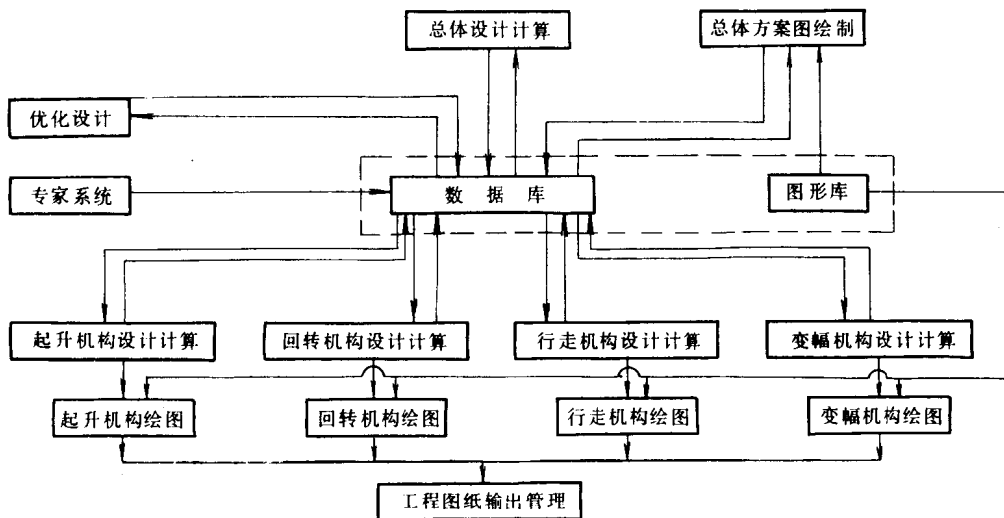 总体设计计算
总体方案图绘制
优化设计
专家系统
数据库
图形库
起升机构设计计算
回转机构设计计算
行走机构设计计算
变幅机构设计计算
起升机构绘图
回转机构绘图
行走机构绘图
变幅机构绘图
工程图纸输出管理